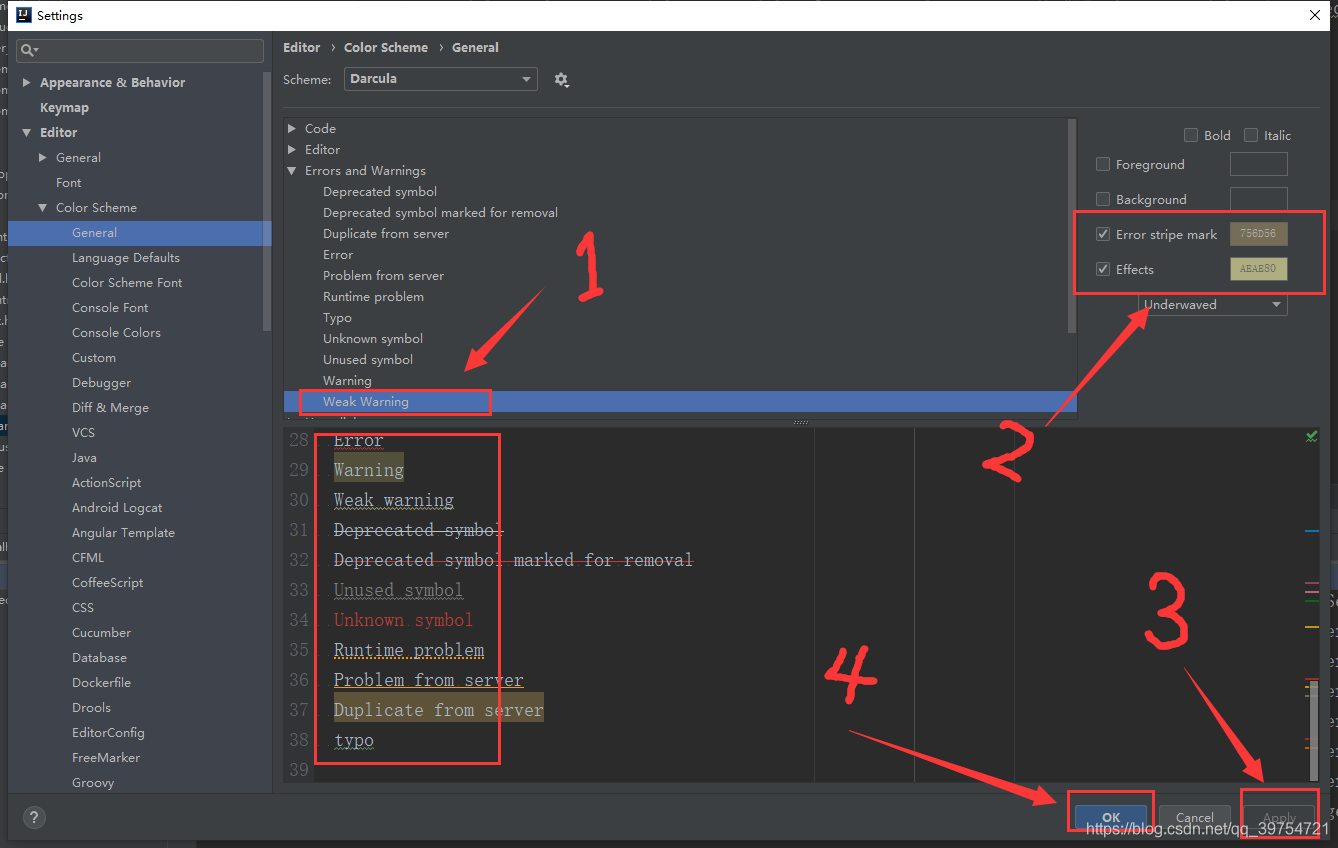 Settings
Editor › Color Scheme › General
Scheme: Darcula
Appearance & Behavior
Keymap
Editor
General
Font
Color Scheme
General
Language Defaults
Color Scheme Font
Console Font
Console Colors
Custom
Debugger
Diff & Merge
VCS
Java
ActionScript
Android Logcat
Angular Template
CFML
CoffeeScript
CSS
Cucumber
Database
Dockerfile
Drools
EditorConfig
FreeMarker
Groovy
Code
Editor
Errors and Warnings
Deprecated symbol
Deprecated symbol marked for removal
Duplicate from server
Error
Problem from server
Runtime problem
Typo
Unknown symbol
Unused symbol
Warning
Weak Warning
1
Bold Italic
Foreground
Background
Error stripe mark 756D56
Effects AEAE80
Underwaved
2
28 Error
29 Warning
30 Weak warning
31 Deprecated symbol
32 Deprecated symbol marked for removal
33 Unused symbol
34 Unknown symbol
35 Runtime problem
36 Problem from server
37 Duplicate from server
38 typo
39
3
4
?
OK Cancel Apply
https://blog.csdn.net/qq_39754721